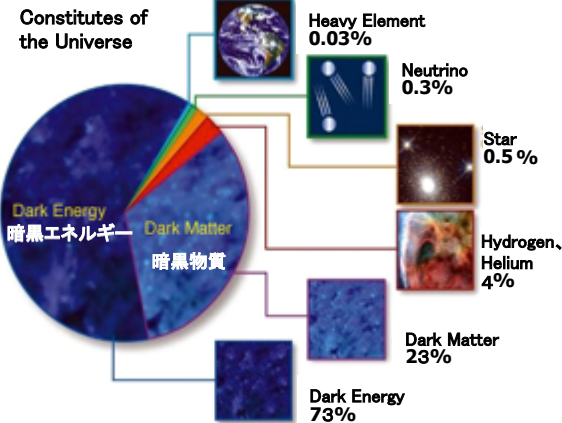 Constitutes of
the Universe
Heavy Element
0.03%
Neutrino
0.3%
Star
0.5%
Hydrogen、
Helium
4%
Dark Energy
暗黒エネルギー
Dark Matter
暗黒物質
Dark Matter
23%
Dark Energy
73%